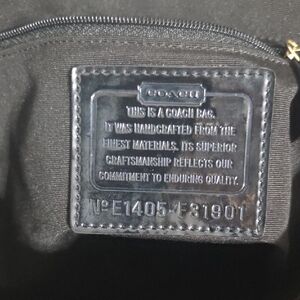 COACH
THIS IS A COACH BAG.
IT WAS HANDCRAFTED FROM THE
FINEST MATERIALS. ITS SUPERIOR
CRAFTSMANSHIP REFLECTS OUR
COMMITMENT TO ENDURING QUALITY.
Nº E1405-F31901